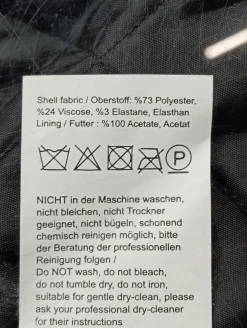 Shell fabric / Oberstoff: %73 Polyester,
%24 Viscose, %3 Elastane, Elasthan
Lining / Futter : %100 Acetate, Acetat
P
NICHT in der Maschine waschen,
nicht bleichen, nicht Trockner
geeignet, nicht bügeln, schonend
chemisch reinigen möglich, bitte
der Beratung der professionellen
Reinigung folgen /
Do NOT wash, do not bleach,
do not tumble dry, do not iron,
suitable for gentle dry-clean, please
ask your professional dry-cleaner
for their instructions